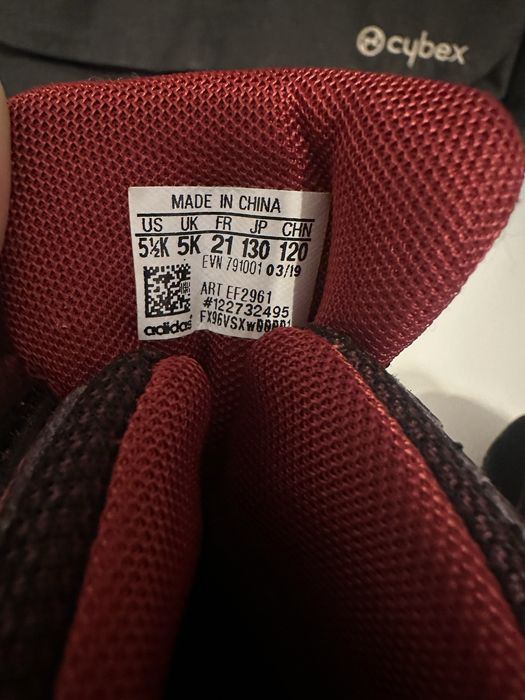 cybex
MADE IN CHINA
US UK FR JP CHN
5½K 5K 21 130 120
EVN 791001 03/19
ART EF2961
#122732495
adidas